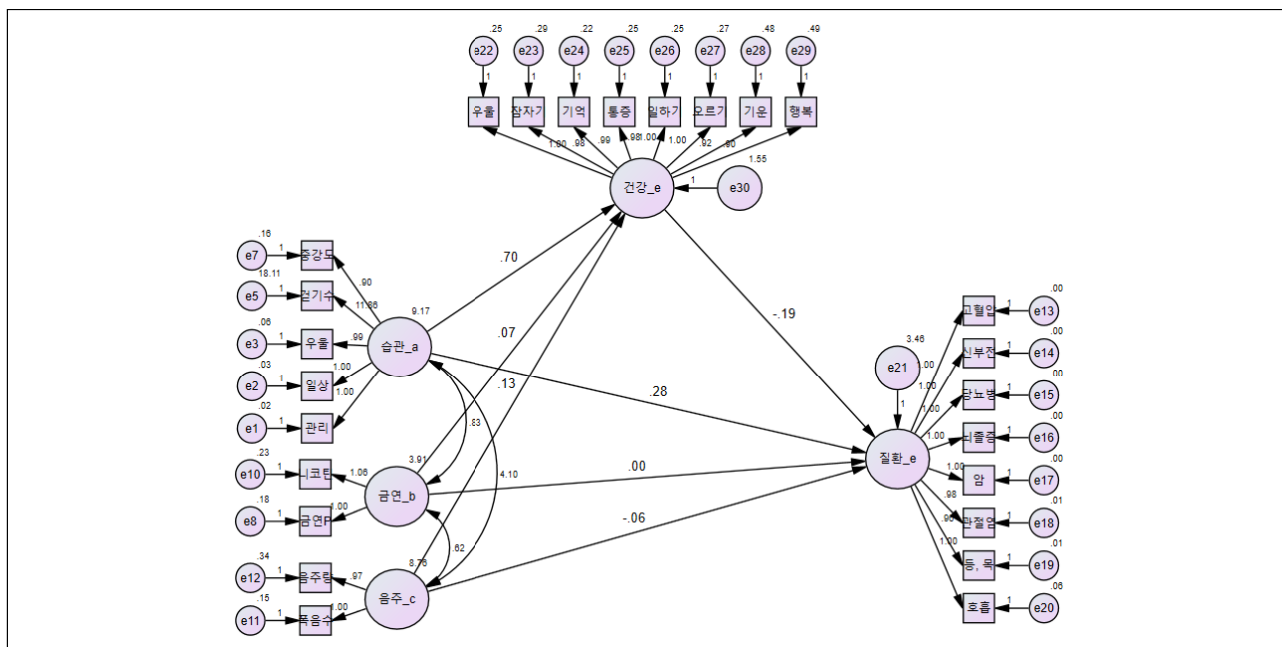 .25 .29 .22 .25 .25 .27 .48 .49
e22 e23 e24 e25 e26 e27 e28 e29
1 1 1 1 1 1 1 1
우울 잠자기 기억 통증 일하기 오르기 기운 행복
1.00 .98 .99 .98 1.00 1.00 .92 .90
1.55
건강_e 1 e30
.16
e7 1 중강도
.90
.70
18.11
e5 1 걷기수
11.86
9.17
.06
e3 1 우울
.99
습관_a
.07
-.19
.03
e2 1 일상
1.00
.13
.28
.02
e1 1 관리
1.00
.83
4.10
.23
e10 1 니코틴
1.06
3.91
금연_b
.00
.18
e8 1
1.00
.62
-.06
.34
e12 1 음주량
.97
8.76
음주_c
.15
e11 1 폭음수
1.00
3.46
e21
1
질환_e
.00
고혈압 1 e13
1.00
.00
신부전 1 e14
1.00
.00
당뇨병 1 e15
1.00
.00
뇌졸증 1 e16
1.00
.00
암 1 e17
1.00
.01
관절염 1 e18
.98
.01
등, 목 1 e19
.06
호흡 1 e20
1.00